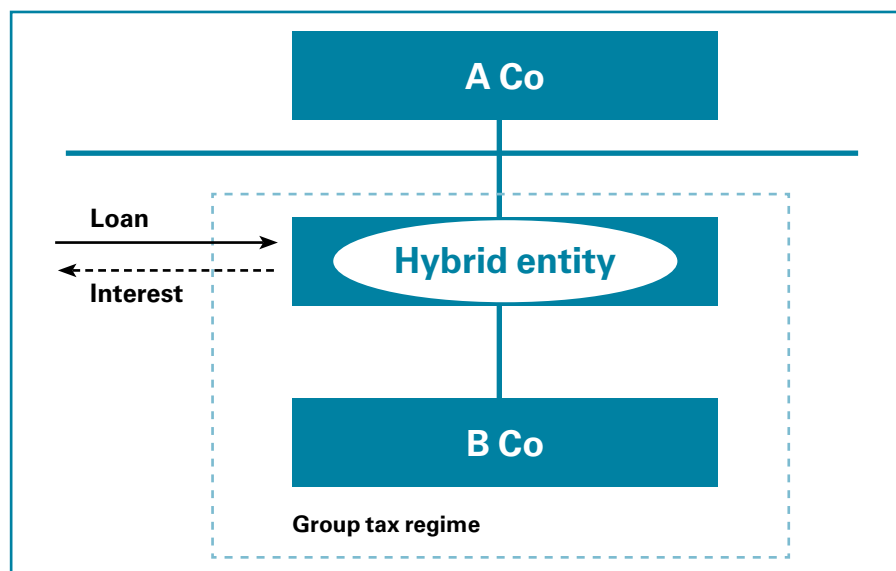 A Co
Loan
Hybrid entity
Interest
B Co
Group tax regime